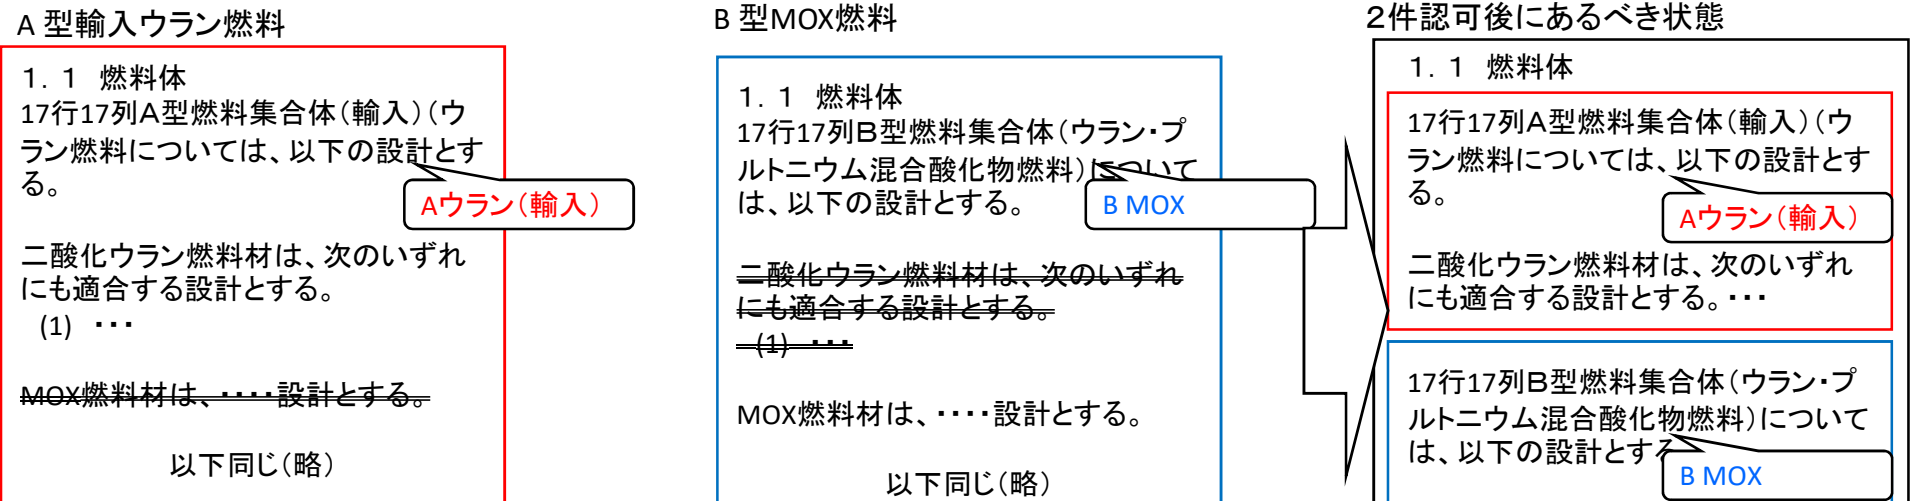 A 型輸入ウラン燃料
1．1 燃料体
17行17列A型燃料集合体（輸入）（ウ
ラン燃料については、以下の設計とす
る。
Aウラン（輸入）
二酸化ウラン燃料材は、次のいずれ
にも適合する設計とする。
(1) ・・・
MOX燃料材は、・・・・設計とする。
以下同じ（略）
B 型MOX燃料
1．1 燃料体
17行17列B型燃料集合体（ウラン・プ
ルトニウム混合酸化物燃料）について
は、以下の設計とする。
B MOX
二酸化ウラン燃料材は、次のいずれ
にも適合する設計とする。
(1) ・・・
MOX燃料材は、・・・・設計とする。
以下同じ（略）
2件認可後にあるべき状態
1．1 燃料体
17行17列A型燃料集合体（輸入）（ウ
ラン燃料については、以下の設計とす
る。
Aウラン（輸入）
二酸化ウラン燃料材は、次のいずれ
にも適合する設計とする。・・・
17行17列B型燃料集合体（ウラン・プ
ルトニウム混合酸化物燃料）について
は、以下の設計とする
B MOX